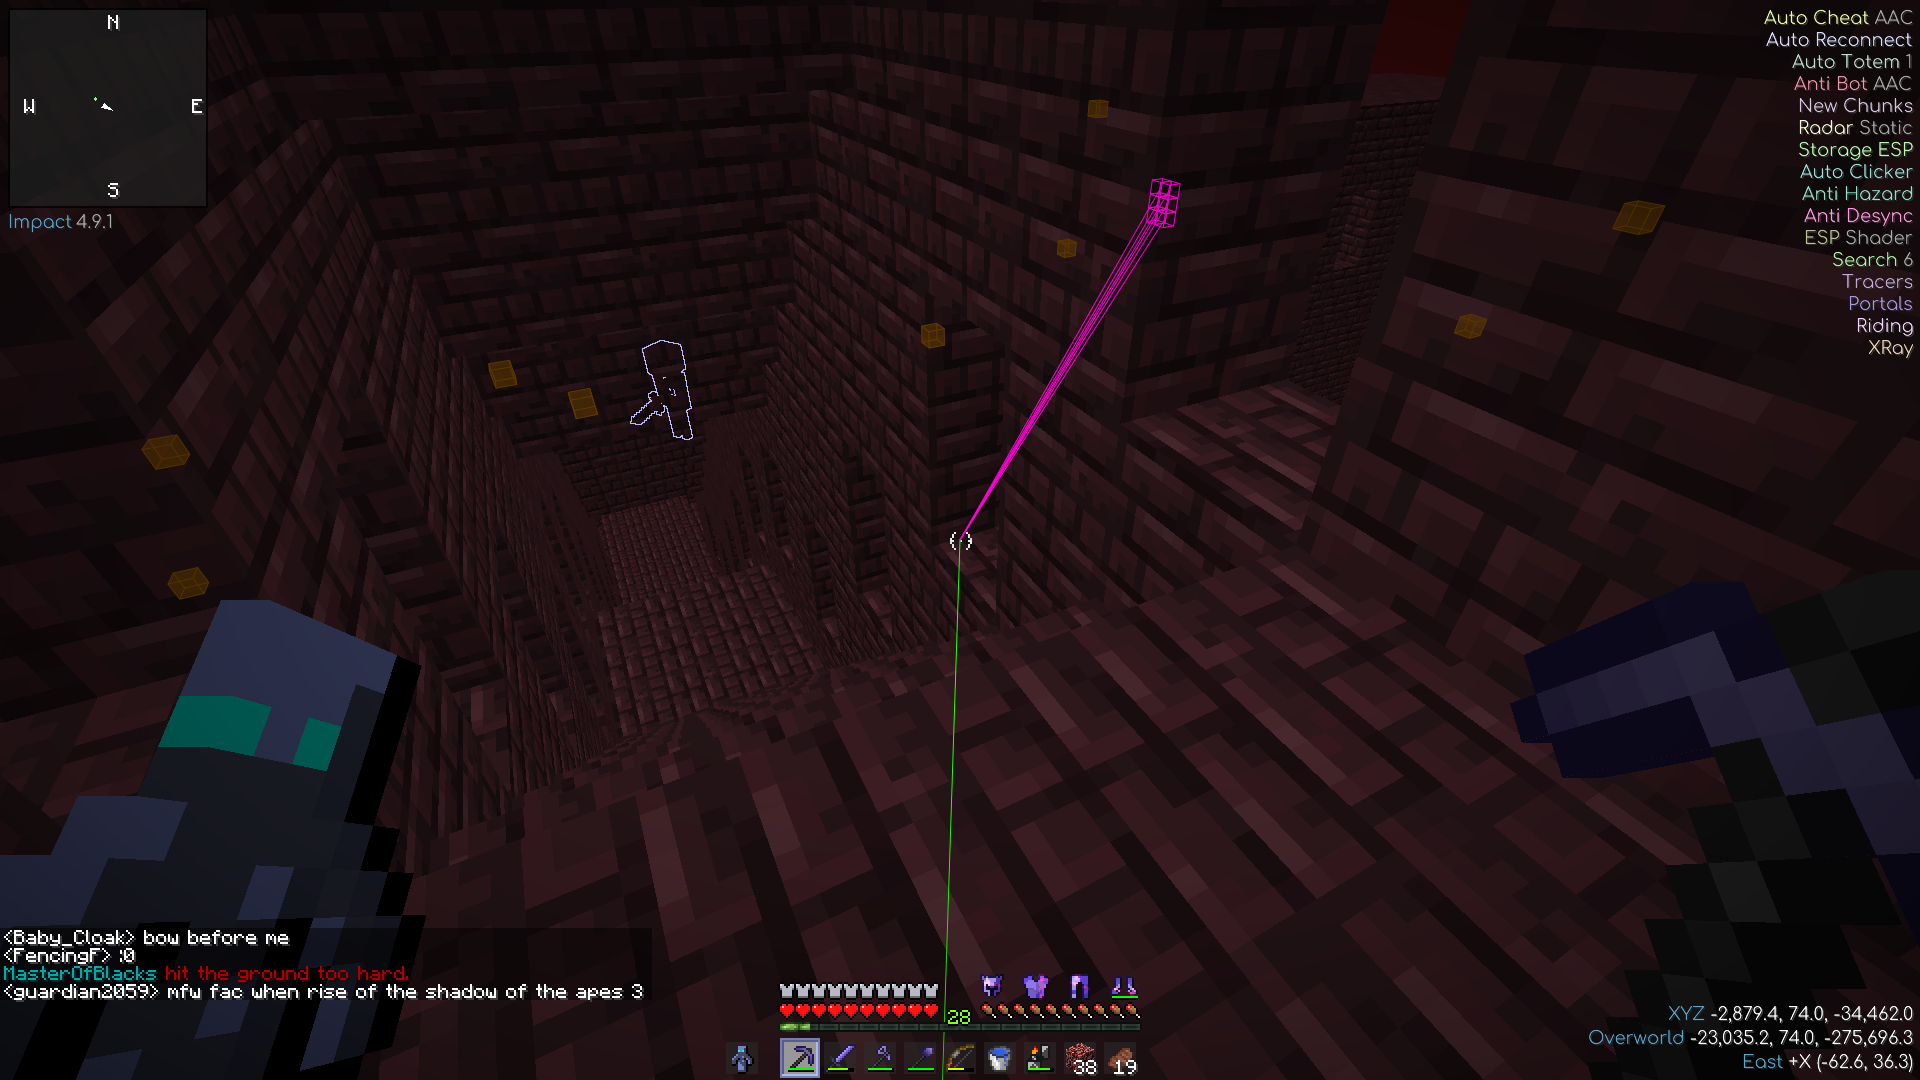 N
W E
S
Impact 4.9.1
Auto Cheat AAC
Auto Reconnect
Auto Totem 1
Anti Bot AAC
New Chunks
Radar Static
Storage ESP
Auto Clicker
Anti Hazard
Anti Desync
ESP Shader
Search 6
Tracers
Portals
Riding
XRay
<Baby_Cloak> bow before me
<FencingF> :0
MasterOfBlacks hit the ground too hard.
<guardian2059> mfw fac when rise of the shadow of the apes 3
28
38 19
XYZ -2,879.4, 74.0, -34,462.0
Overworld -23,035.2, 74.0, -275,696.3
East +X (-62.6, 36.3)